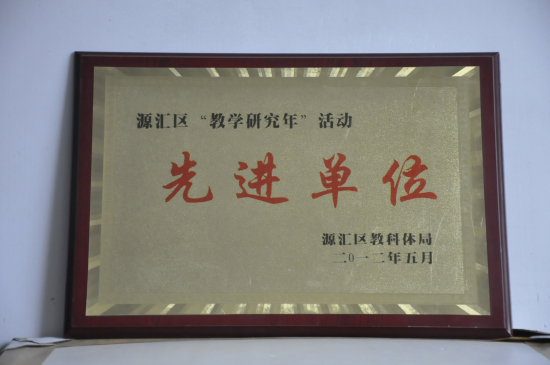 源汇区“教学研究年”活动
先进单位
源汇区教科体局
二0一二年五月